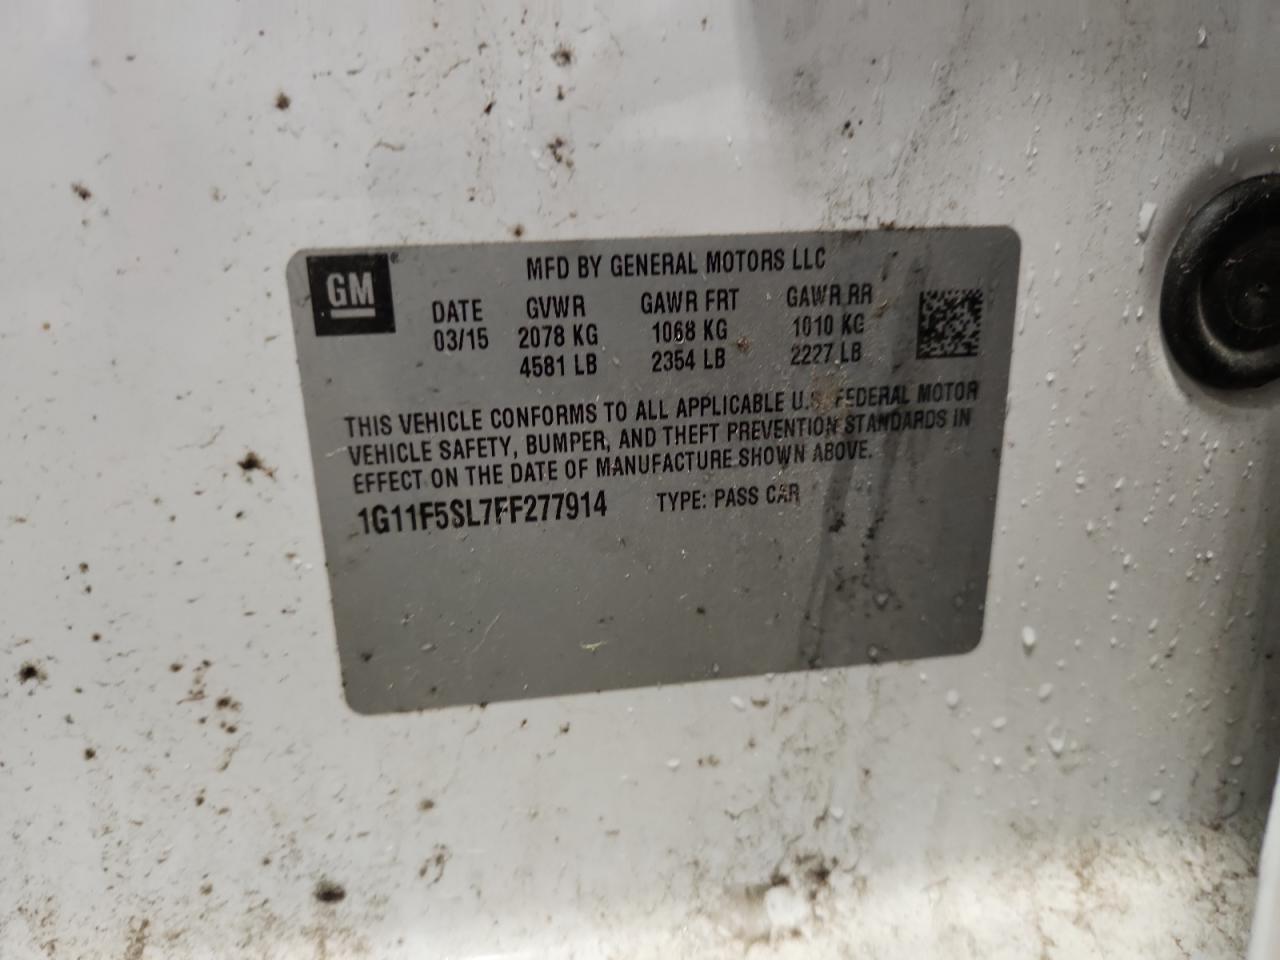 GM
MFD BY GENERAL MOTORS LLC
DATE GVWR GAWR FRT GAWR RR
03/15 2078 KG 1068 KG 1010 KG
4581 LB 2354 LB 2227 LB
THIS VEHICLE CONFORMS TO ALL APPLICABLE U.S. FEDERAL MOTOR
VEHICLE SAFETY, BUMPER, AND THEFT PREVENTION STANDARDS IN
EFFECT ON THE DATE OF MANUFACTURE SHOWN ABOVE.
1G11F5SL7FF277914 TYPE: PASS CAR